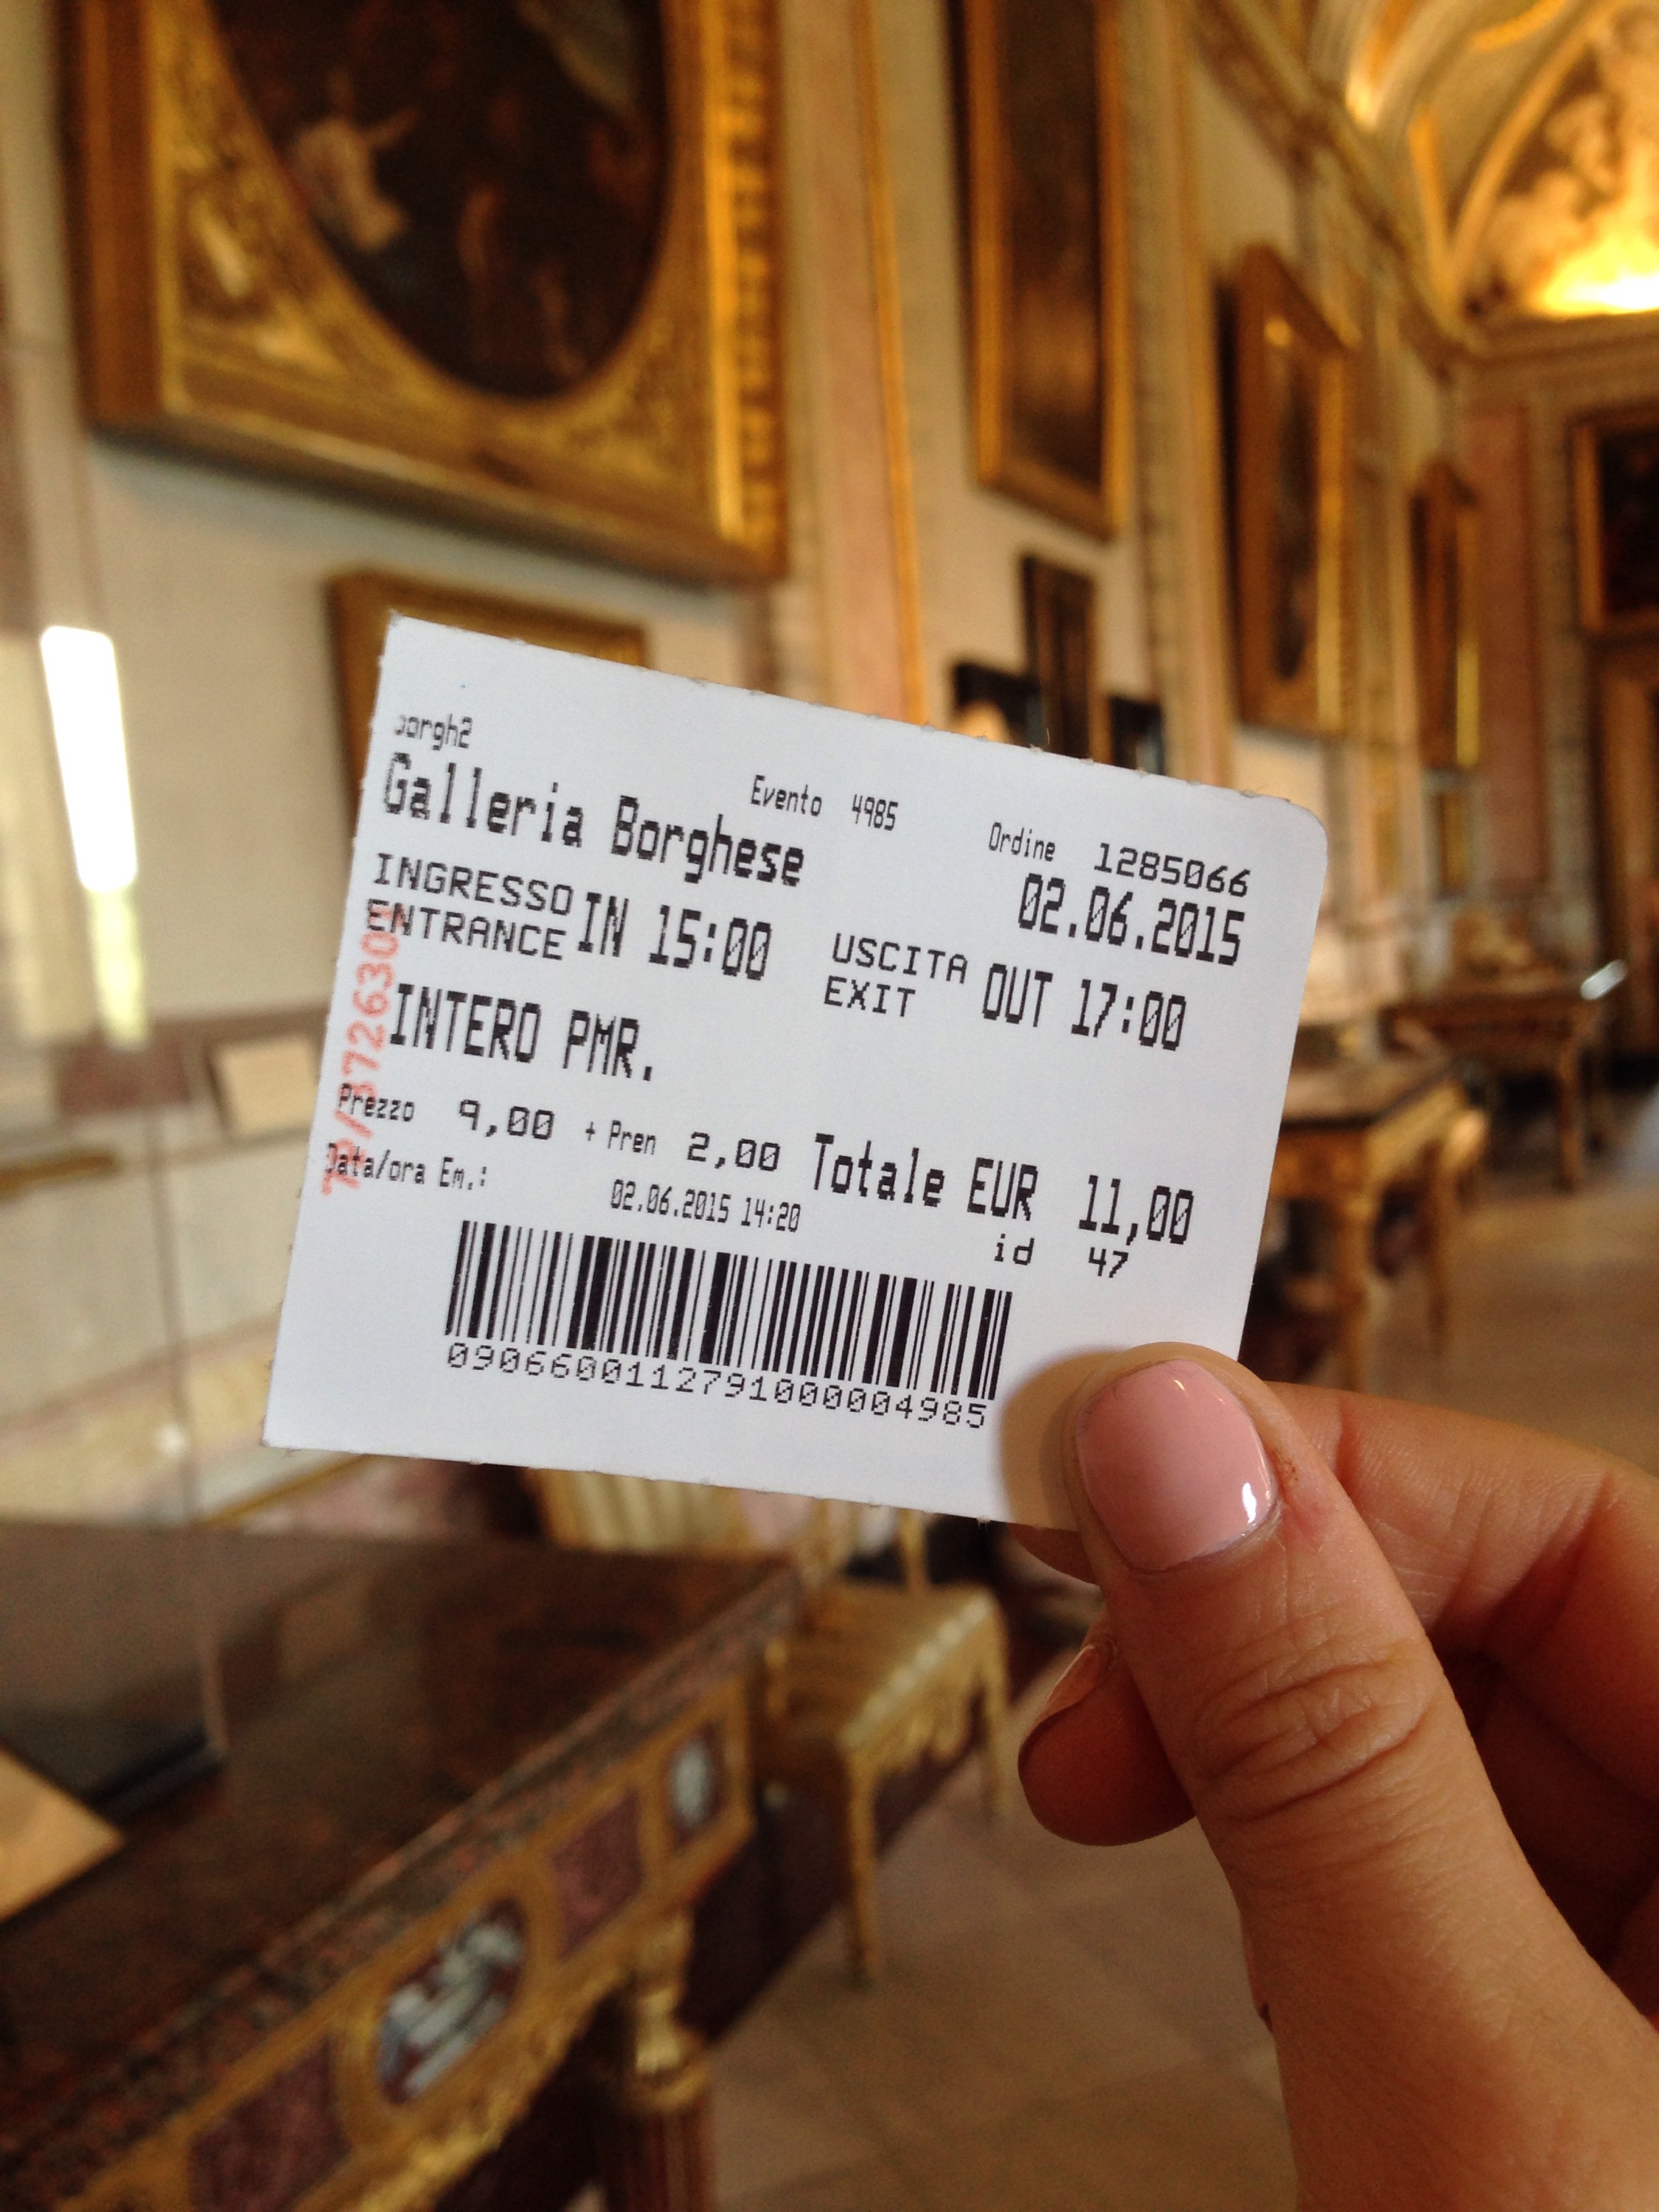 borgh2
Evento 4985
Ordine 1285066
Galleria Borghese
02.06.2015
INGRESSO
ENTRANCE
IN 15:00
USCITA
EXIT
OUT 17:00
INTERO PMR.
Prezzo 9,00 + Pren 2,00 Totale EUR 11,00
Data/ora Em.: 02.06.2015 14:20
id 47
0906600112791000004985